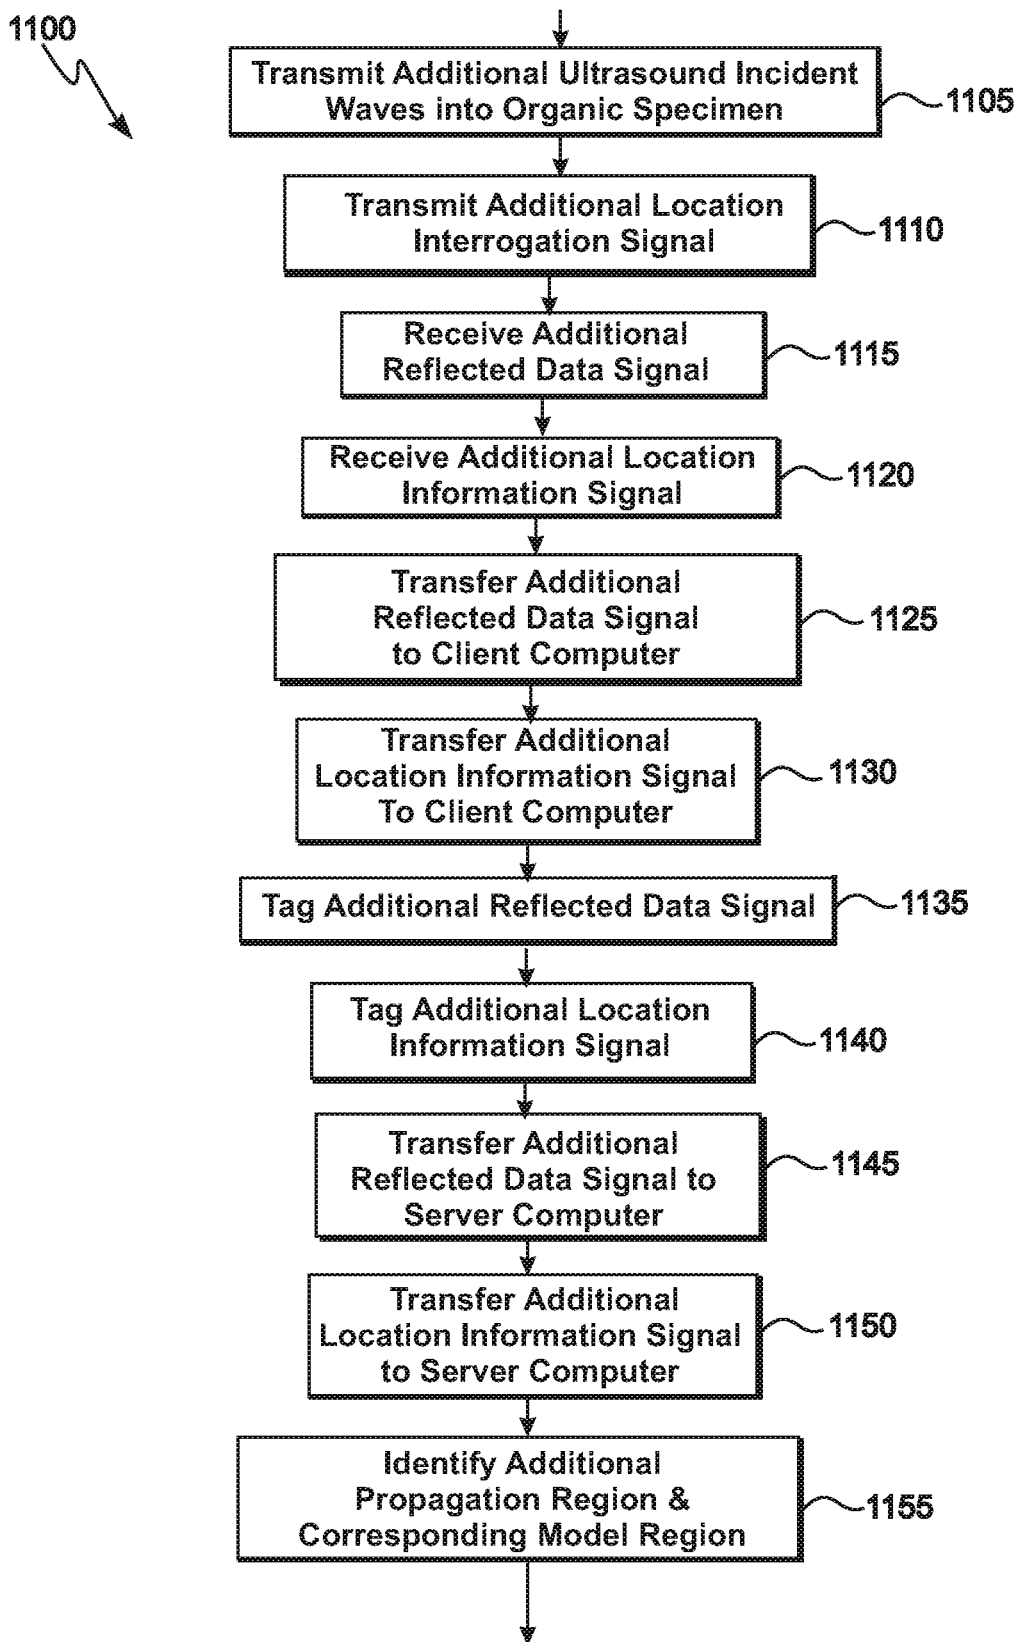 1100
Transmit Additional Ultrasound Incident
Waves into Organic Specimen
1105
Transmit Additional Location
Interrogation Signal
1110
Receive Additional
Reflected Data Signal
1115
Receive Additional Location
Information Signal
1120
Transfer Additional
Reflected Data Signal
to Client Computer
1125
Transfer Additional
Location Information Signal
To Client Computer
1130
Tag Additional Reflected Data Signal
1135
Tag Additional Location
Information Signal
1140
Transfer Additional
Reflected Data Signal to
Server Computer
1145
Transfer Additional
Location Information Signal
to Server Computer
1150
Identify Additional
Propagation Region &
Corresponding Model Region
1155